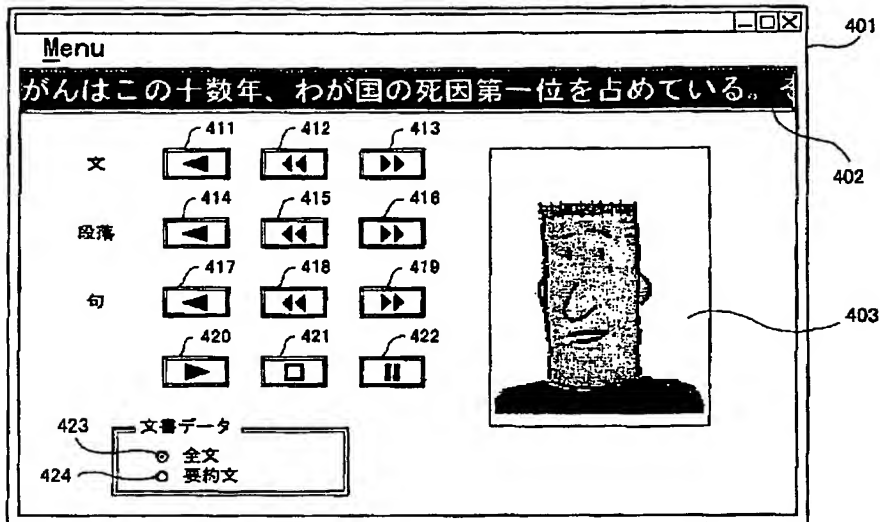 401
Menu
がんはこの十数年、わが国の死因第一位を占めている。
402
411 412 413
文
414 415 416
段落
417 418 419
句
403
420 421 422
423 文書データ
全文
424 要約文